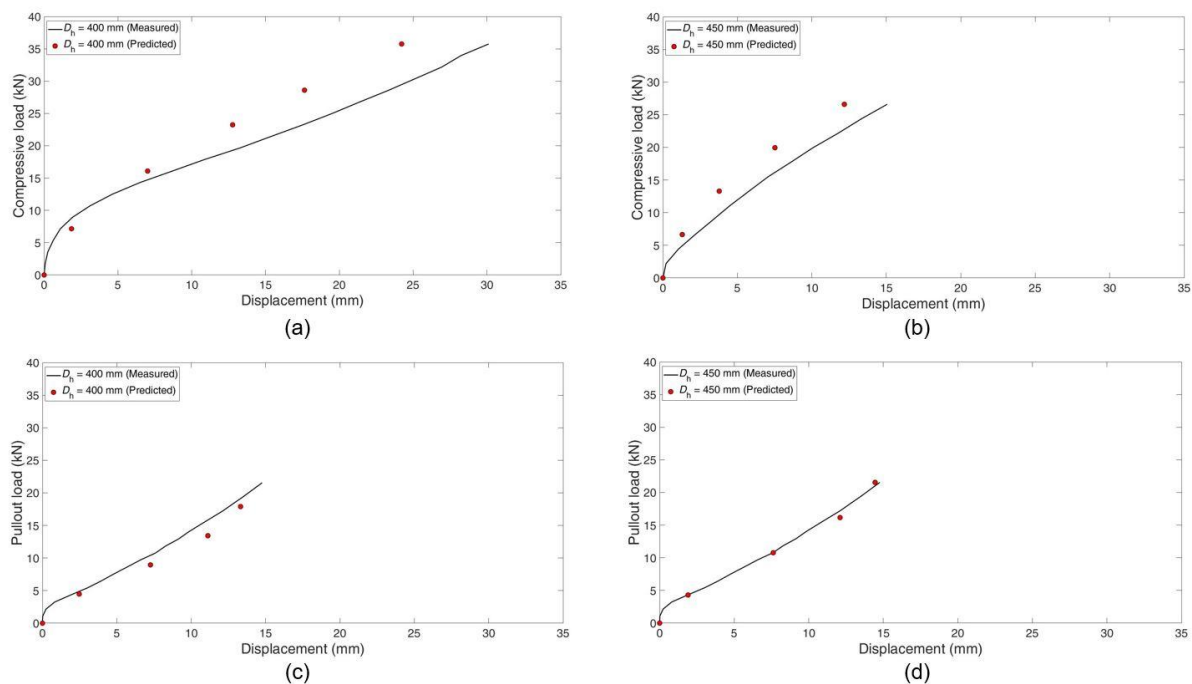 40
35
30
25
20
15
10
5
0
Compressive load (kN)
D_h = 400 mm (Measured)
D_h = 400 mm (Predicted)
0 5 10 15 20 25 30 35
Displacement (mm)
(a)
40
35
30
25
20
15
10
5
0
Compressive load (kN)
D_h = 450 mm (Measured)
D_h = 450 mm (Predicted)
0 5 10 15 20 25 30 35
Displacement (mm)
(b)
40
35
30
25
20
15
10
5
0
Pullout load (kN)
D_h = 400 mm (Measured)
D_h = 400 mm (Predicted)
0 5 10 15 20 25 30 35
Displacement (mm)
(c)
40
35
30
25
20
15
10
5
0
Pullout load (kN)
D_h = 450 mm (Measured)
D_h = 450 mm (Predicted)
0 5 10 15 20 25 30 35
Displacement (mm)
(d)